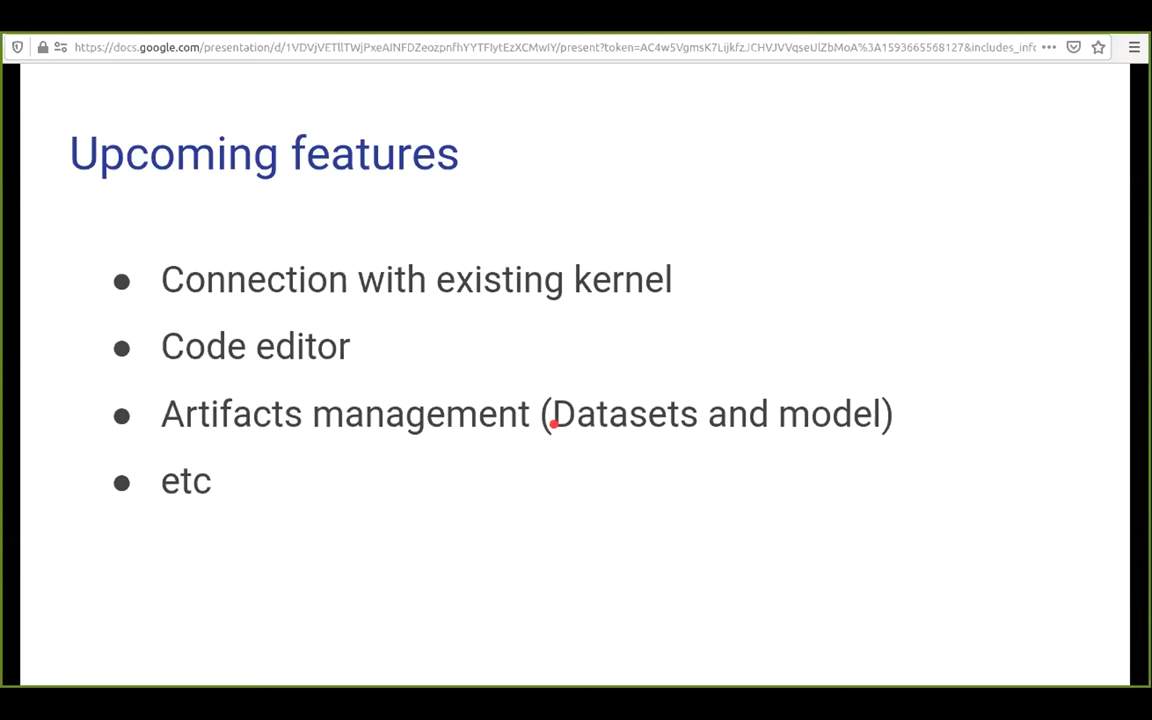 Upcoming features
Connection with existing kernel
Code editor
Artifacts management (Datasets and model)
etc